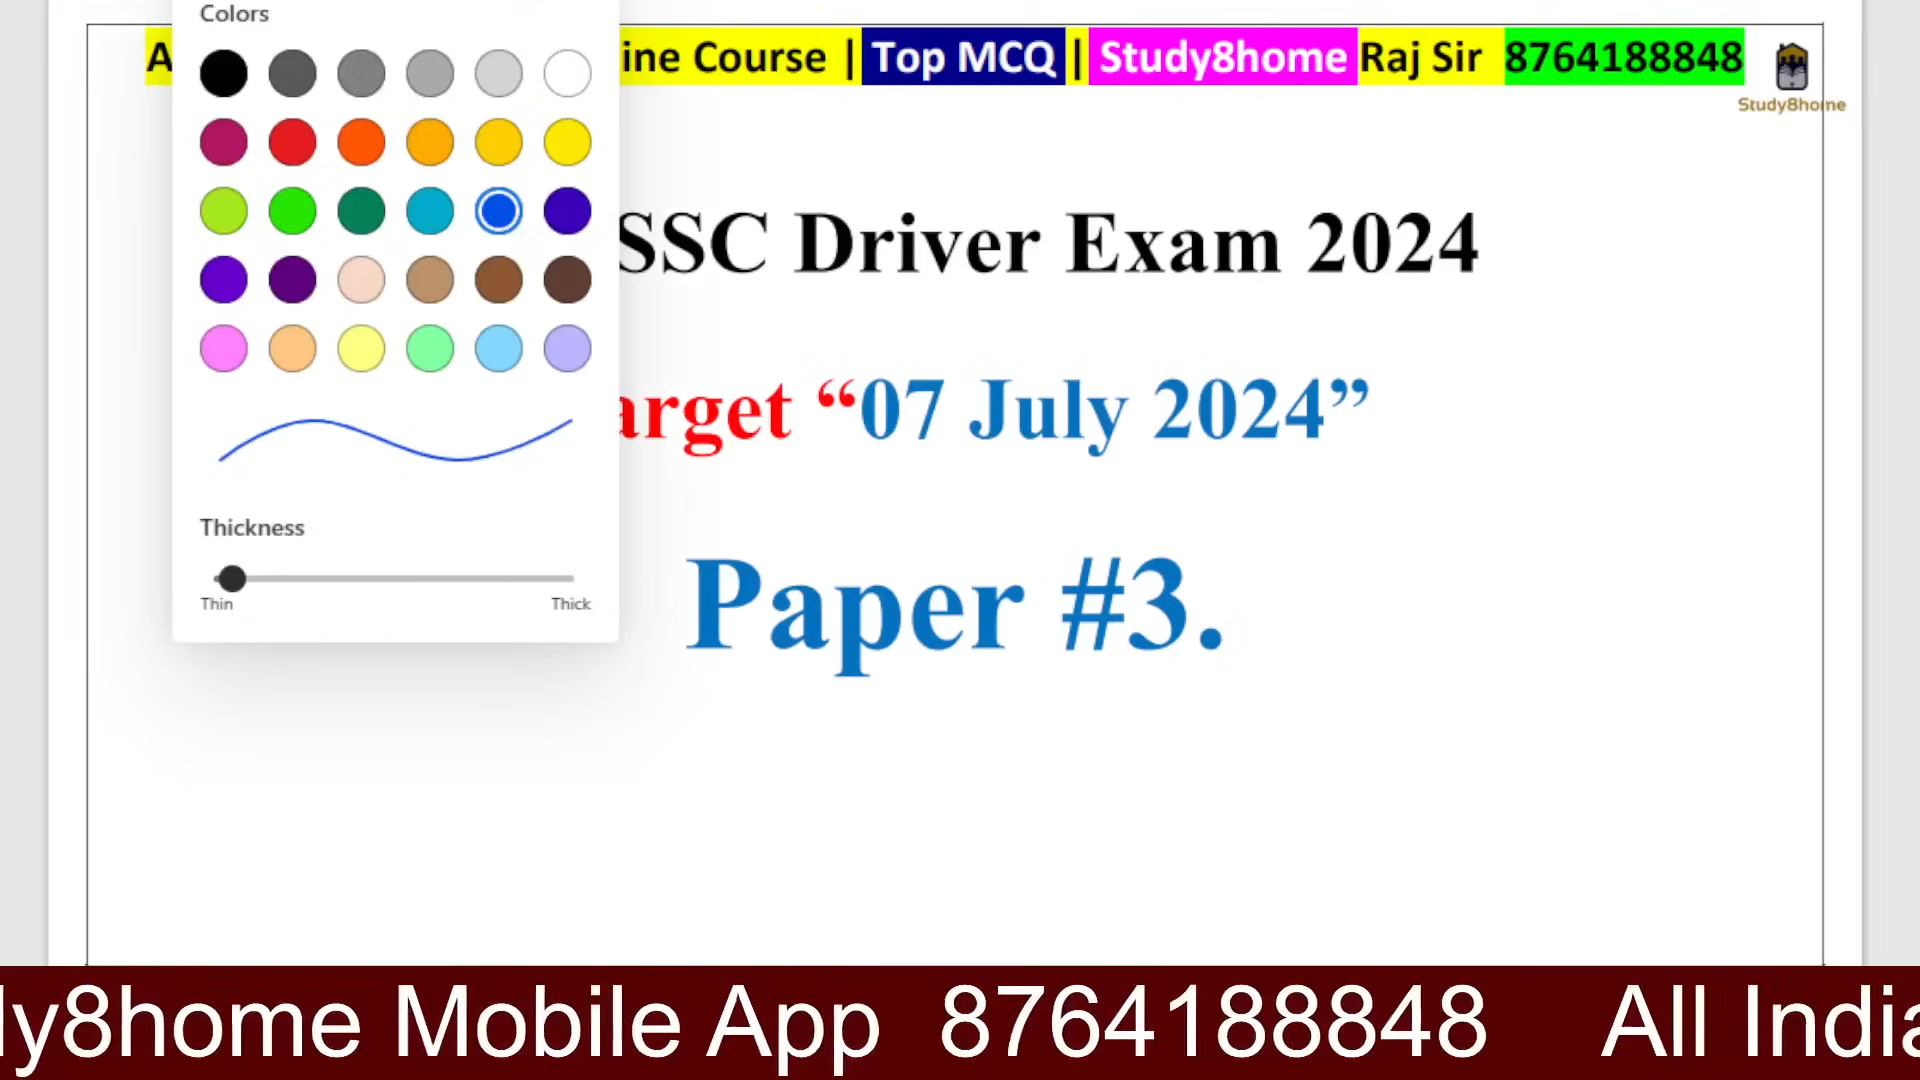 Colors
A
ine Course | Top MCQ | Study8home Raj Sir 8764188848
Study8home
SSC Driver Exam 2024
arget “07 July 2024”
Thickness
Thin Thick
Paper #3.
dy8home Mobile App 8764188848 All India